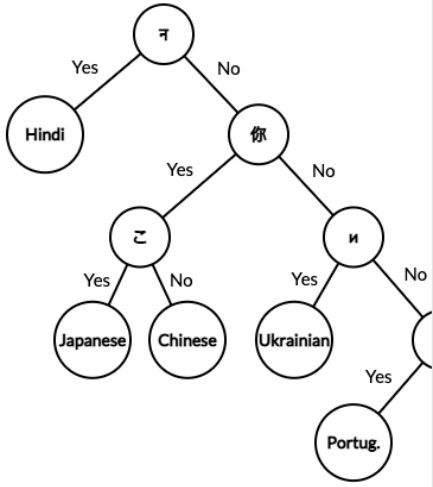 न
Yes
No
Hindi
你
Yes
No
こ
и
Yes
No
Yes
No
Japanese
Chinese
Ukrainian
Yes
Portug.